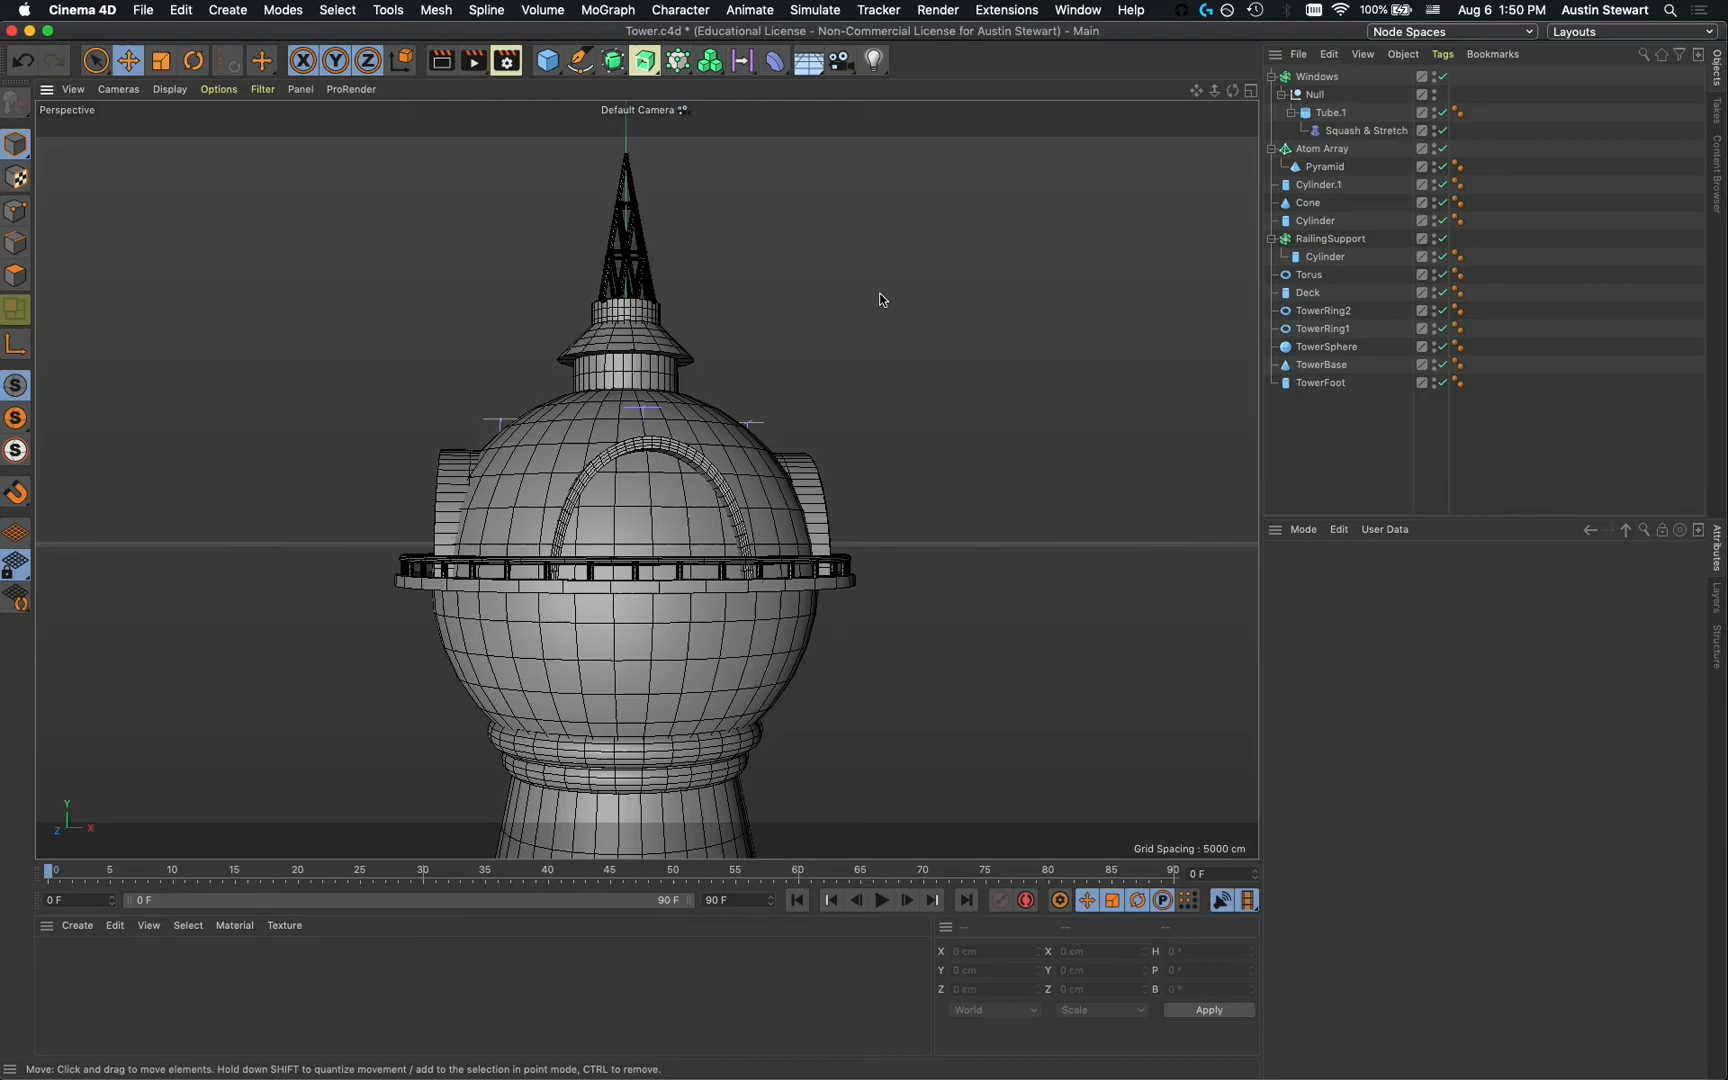 Cinema 4D File Edit Create Modes Select Tools Mesh Spline Volume MoGraph Character Animate Simulate Tracker Render Extensions Window Help 100% Aug 6 1:50 PM Austin Stewart
Tower.c4d * (Educational License - Non-Commercial License for Austin Stewart) - Main
Node Spaces Layouts
X Y Z
File Edit View Object Tags Bookmarks
View Cameras Display Options Filter Panel ProRender
Perspective
Default Camera
Windows
Null
Tube.1
Squash & Stretch
Atom Array
Pyramid
Cylinder.1
Cone
Cylinder
RailingSupport
Cylinder
Torus
Deck
TowerRing2
TowerRing1
TowerSphere
TowerBase
TowerFoot
Objects
Takes
Content Browser
Mode Edit User Data
Attributes
Layers
Structure
S
S
S
Y
Z X
Grid Spacing : 5000 cm
0 5 10 15 20 25 30 35 40 45 50 55 60 65 70 75 80 85 90 0 F
0 F 0 F 90 F 90 F P
Create Edit View Select Material Texture
-- -- --
X 0 cm X 0 cm H 0 °
Y 0 cm Y 0 cm P 0 °
Z 0 cm Z 0 cm B 0 °
World Scale Apply
Move: Click and drag to move elements. Hold down SHIFT to quantize movement / add to the selection in point mode, CTRL to remove.